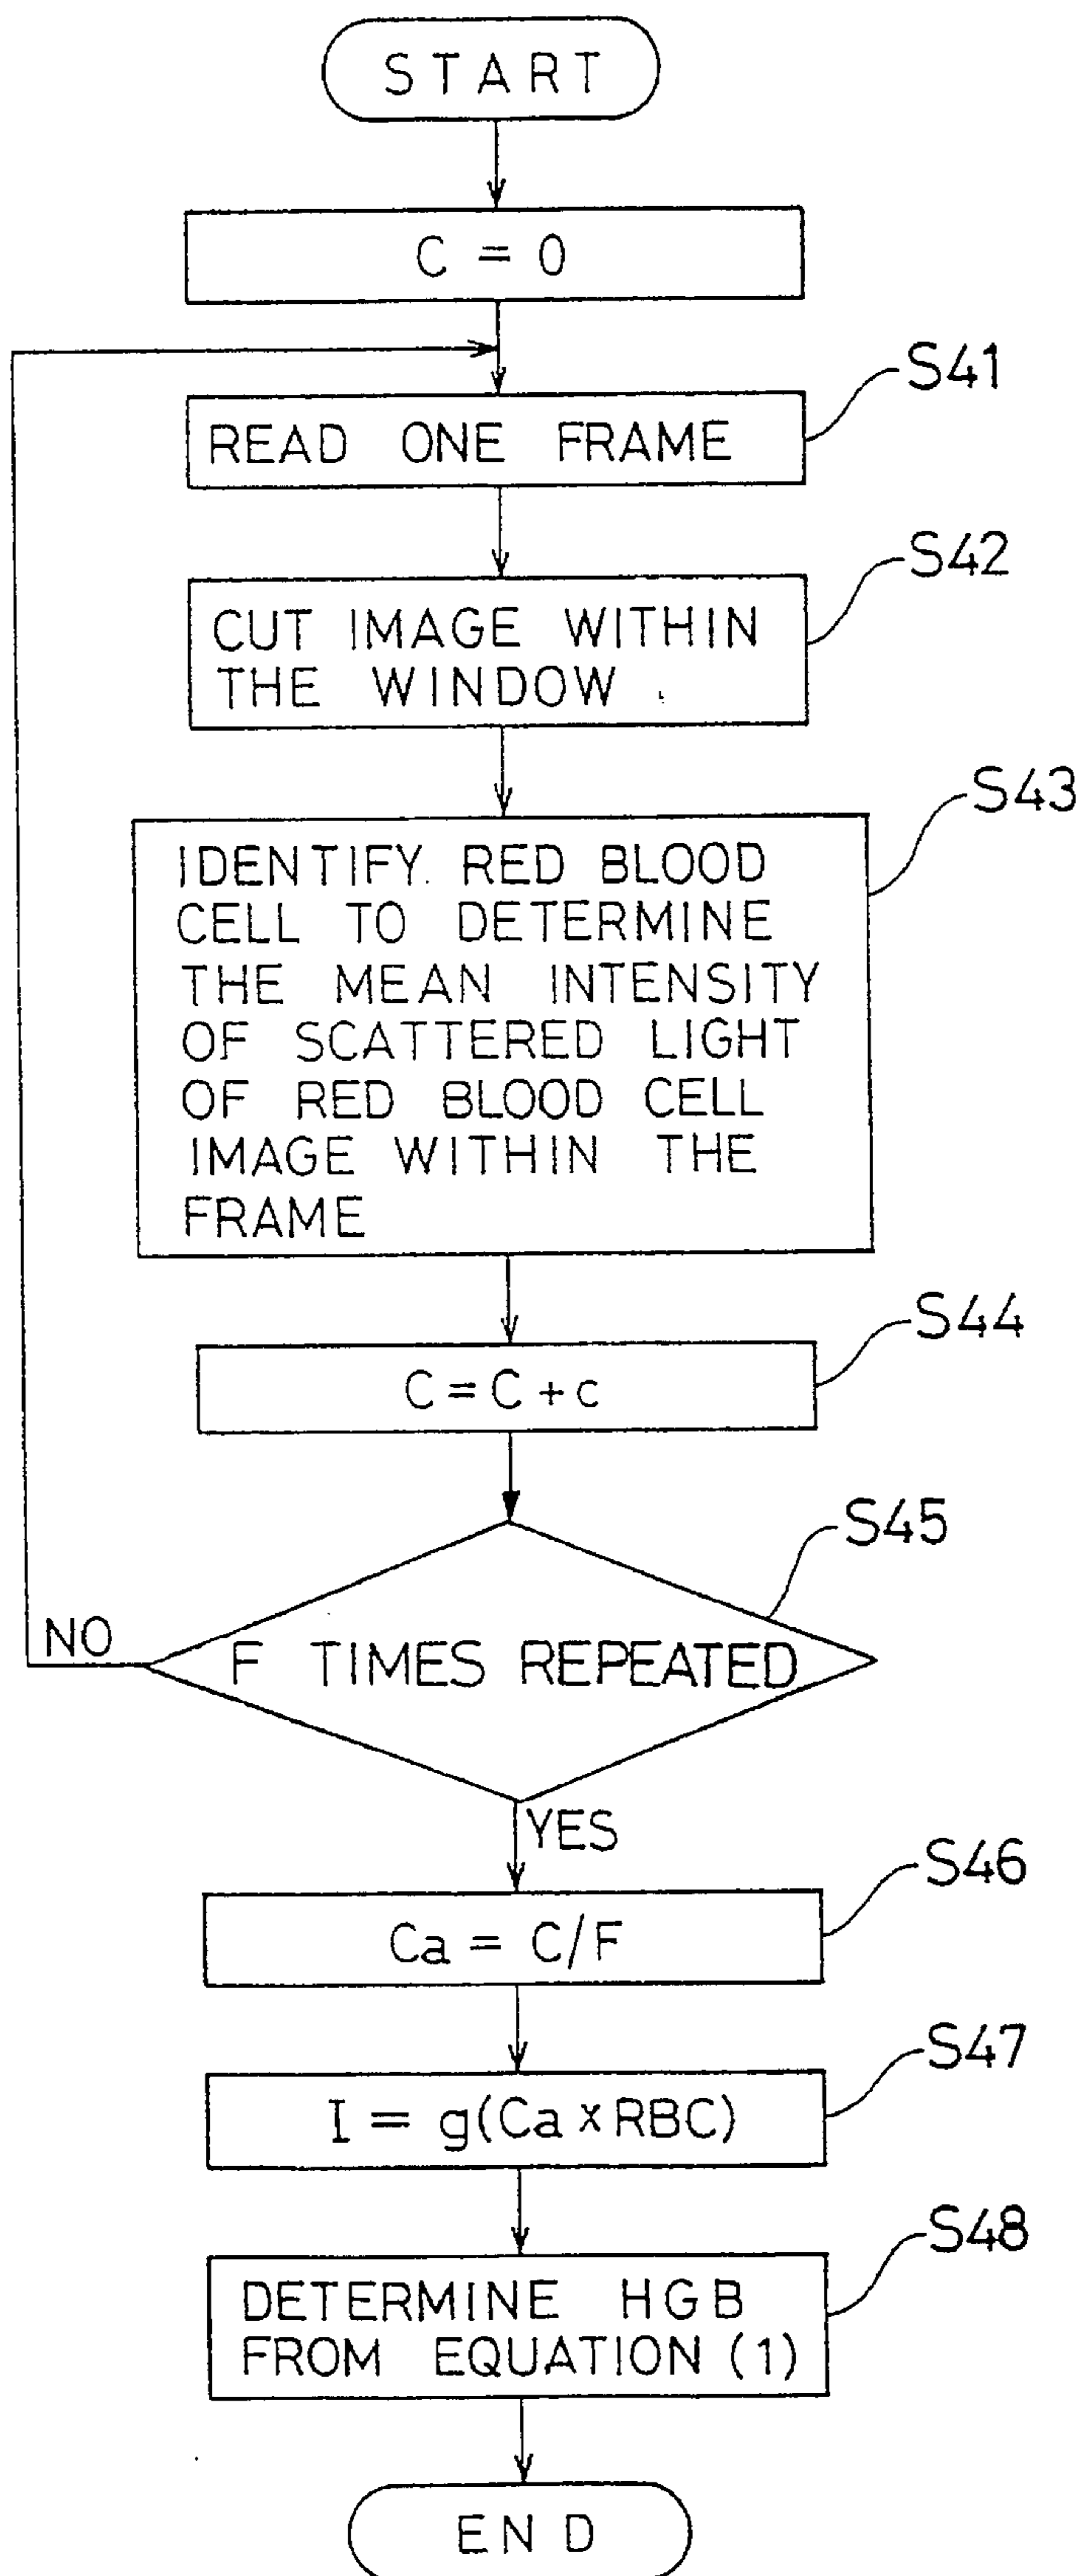 START
C = 0
S41
READ ONE FRAME
S42
CUT IMAGE WITHIN
THE WINDOW
S43
IDENTIFY RED BLOOD
CELL TO DETERMINE
THE MEAN INTENSITY
OF SCATTERED LIGHT
OF RED BLOOD CELL
IMAGE WITHIN THE
FRAME
S44
C = C + c
S45
NO
F TIMES REPEATED
YES
S46
Ca = C/F
S47
I = g(Ca x RBC)
S48
DETERMINE HGB
FROM EQUATION (1)
END